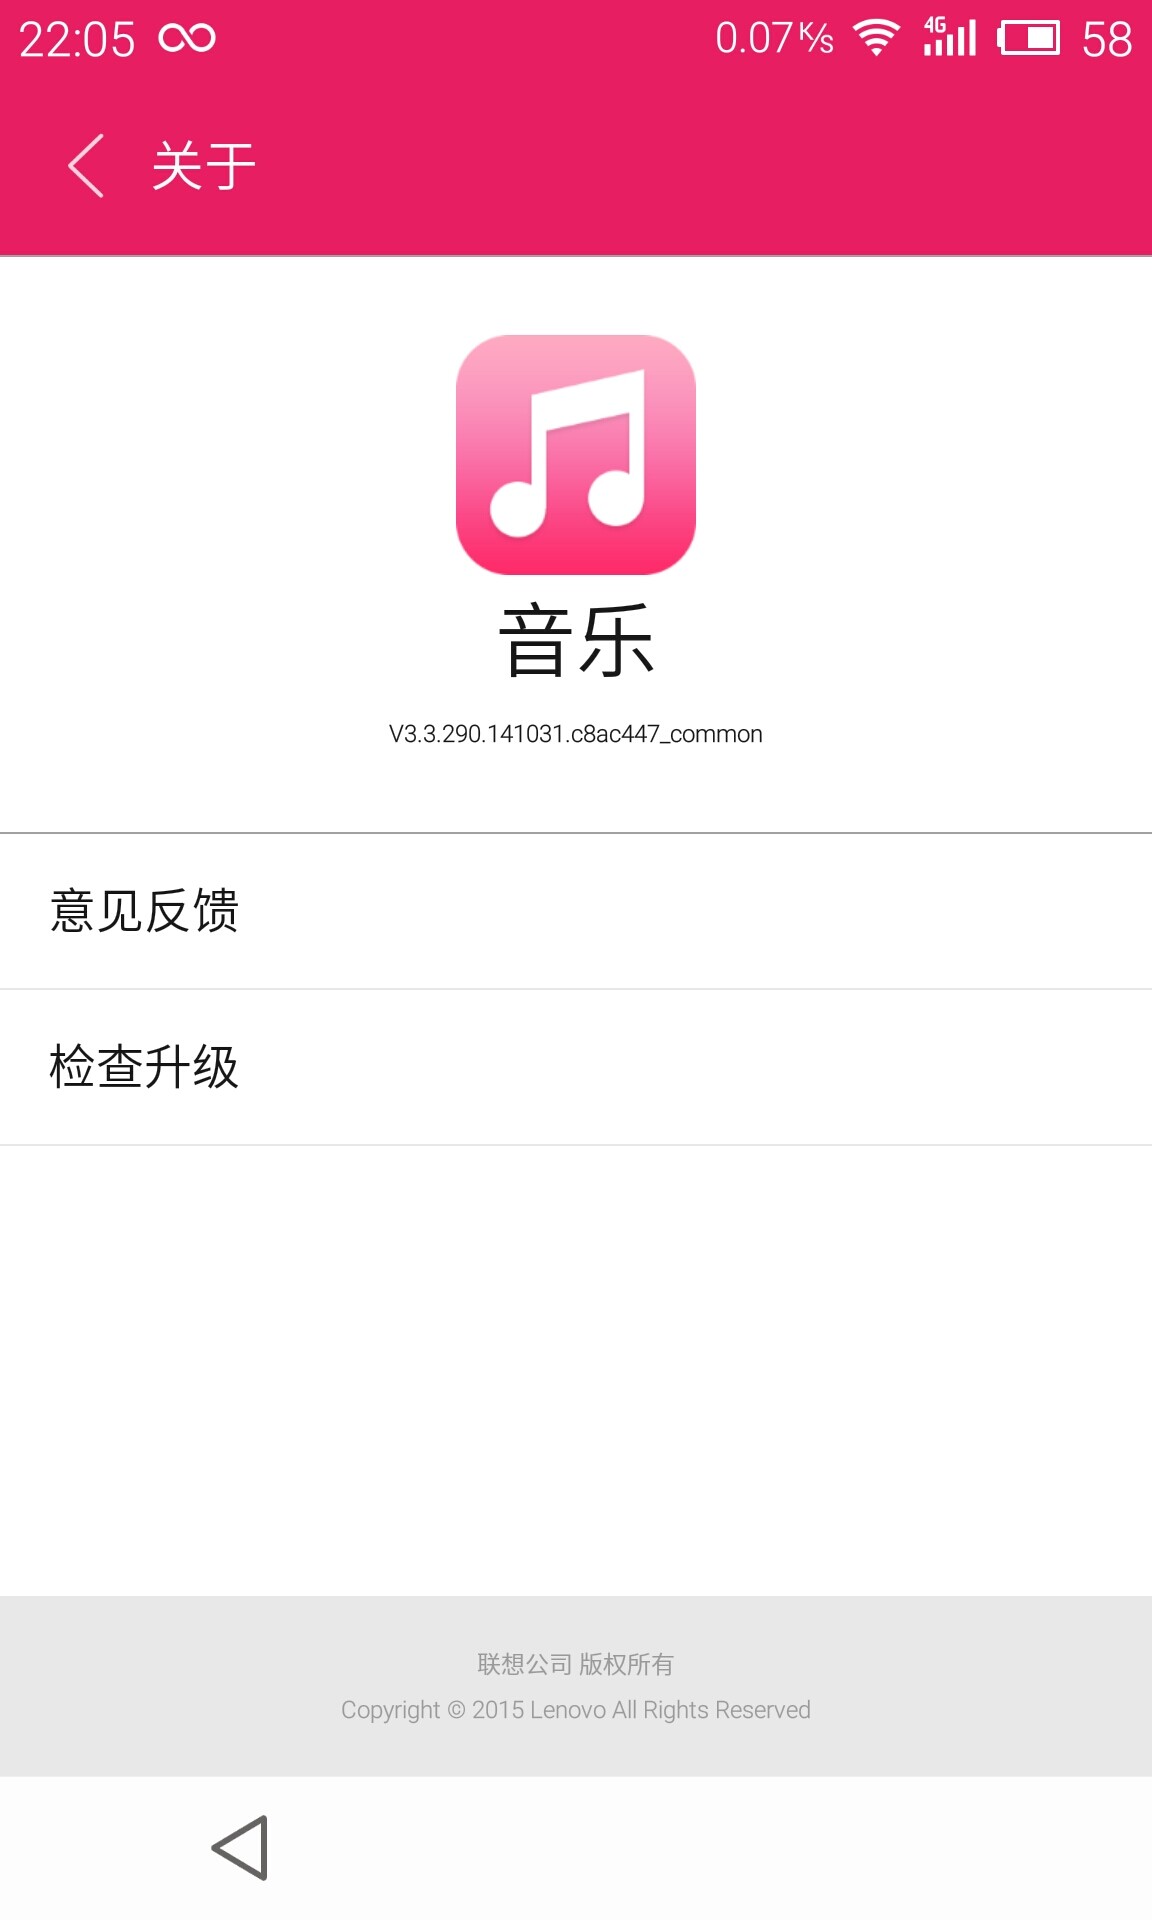 22:05 0.07K/s 4G 58
关于
音乐
V3.3.290.141031.c8ac447_common
意见反馈
检查升级
联想公司 版权所有
Copyright © 2015 Lenovo All Rights Reserved